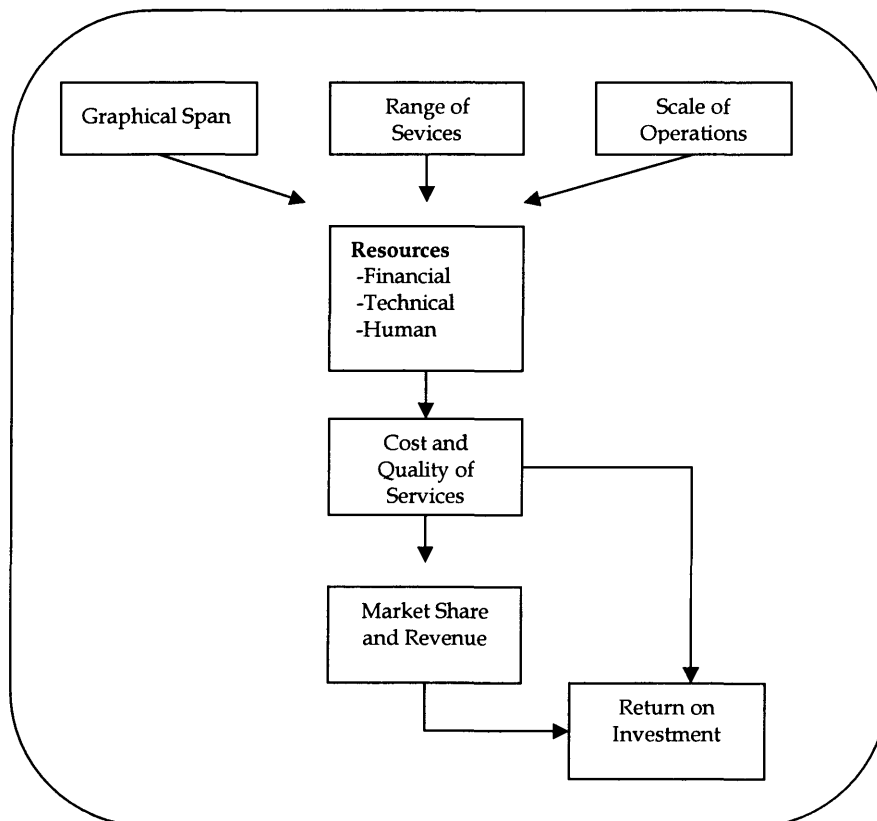 Graphical Span
Range of
Sevices
Scale of
Operations
Resources
-Financial
-Technical
-Human
Cost and
Quality of
Services
Market Share
and Revenue
Return on
Investment